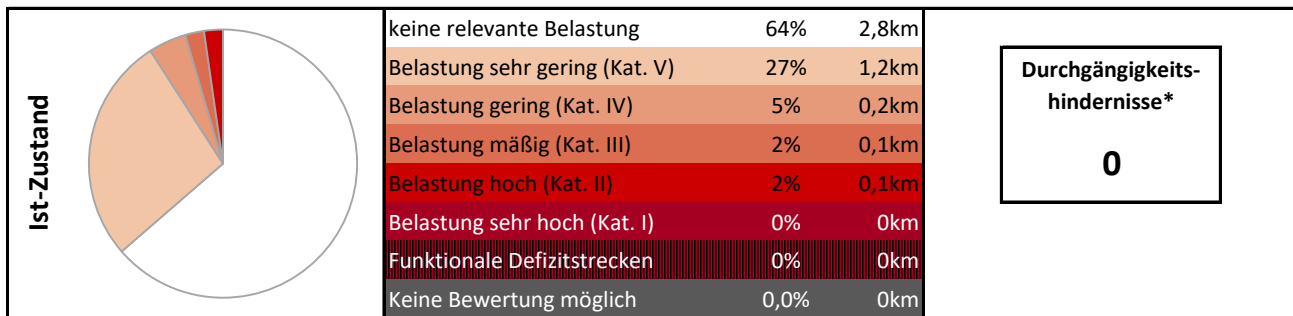 Ist-Zustand
keine relevante Belastung 64% 2,8km
Belastung sehr gering (Kat. V) 27% 1,2km
Belastung gering (Kat. IV) 5% 0,2km
Belastung mäßig (Kat. III) 2% 0,1km
Belastung hoch (Kat. II) 2% 0,1km
Belastung sehr hoch (Kat. I) 0% 0km
Funktionale Defizitstrecken 0% 0km
Keine Bewertung möglich 0,0% 0km
Durchgängigkeits-
hindernisse*
0